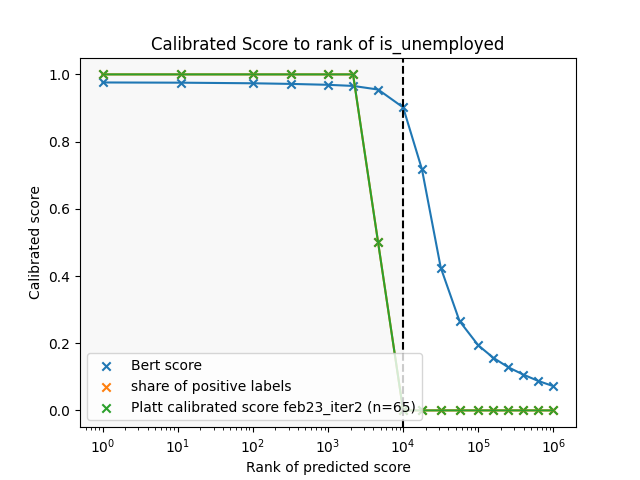 Calibrated Score to rank of is_unemployed
Calibrated score
1.0
0.8
0.6
0.4
0.2
0.0
Bert score
share of positive labels
Platt calibrated score feb23_iter2 (n=65)
10⁰ 10¹ 10² 10³ 10⁴ 10⁵ 10⁶
Rank of predicted score